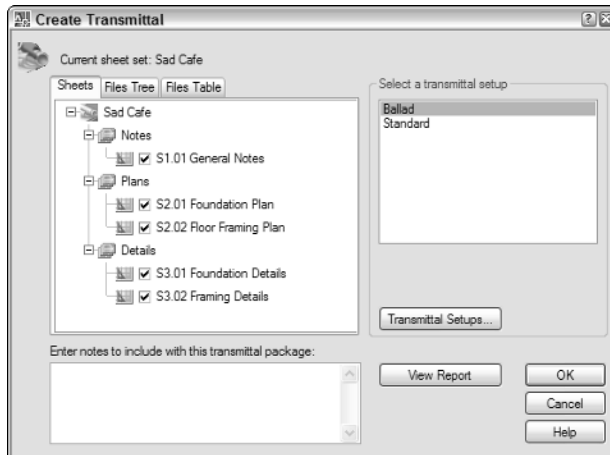 Create Transmittal
Current sheet set: Sad Cafe
Sheets Files Tree Files Table
Sad Cafe
Notes
S1.01 General Notes
Plans
S2.01 Foundation Plan
S2.02 Floor Framing Plan
Details
S3.01 Foundation Details
S3.02 Framing Details
Select a transmittal setup
Ballad
Standard
Transmittal Setups...
Enter notes to include with this transmittal package:
View Report
OK
Cancel
Help